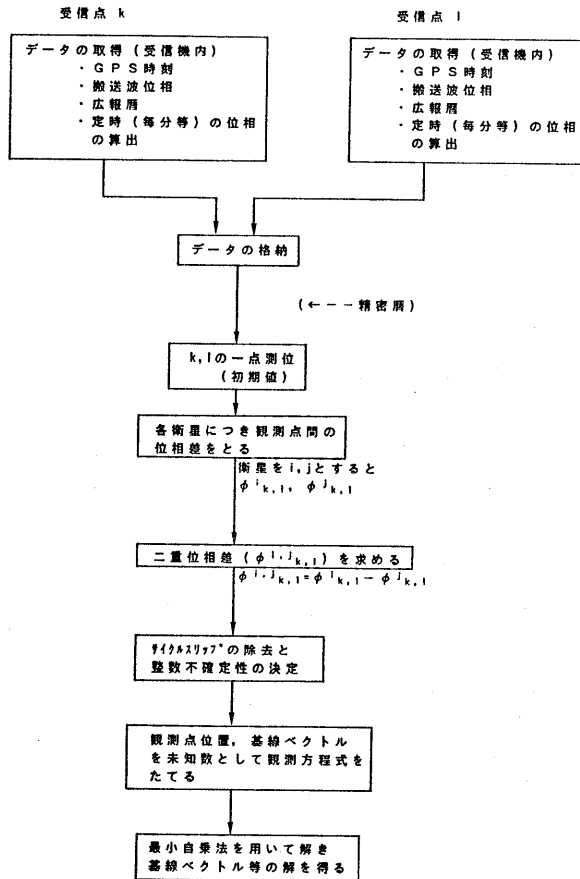 受信点 k
データの取得(受信機内)
・GPS時刻
・搬送波位相
・広報暦
・定時(毎分等)の位相
の算出
受信点 l
データの取得(受信機内)
・GPS時刻
・搬送波位相
・広報暦
・定時(毎分等)の位相
の算出
データの格納
(←--精密暦)
k,lの一点測位
(初期値)
各衛星につき観測点間の
位相差をとる
衛星をi,jとすると
φⁱₖ,ₗ, φʲₖ,ₗ
二重位相差(φⁱ,ʲₖ,ₗ)を求める
φⁱ,ʲₖ,ₗ=φⁱₖ,ₗ-φʲₖ,ₗ
サイクルスリップの除去と
整数不確定性の決定
観測点位置,基線ベクトル
を未知数として観測方程式を
たてる
最小自乗法を用いて解き
基線ベクトル等の解を得る